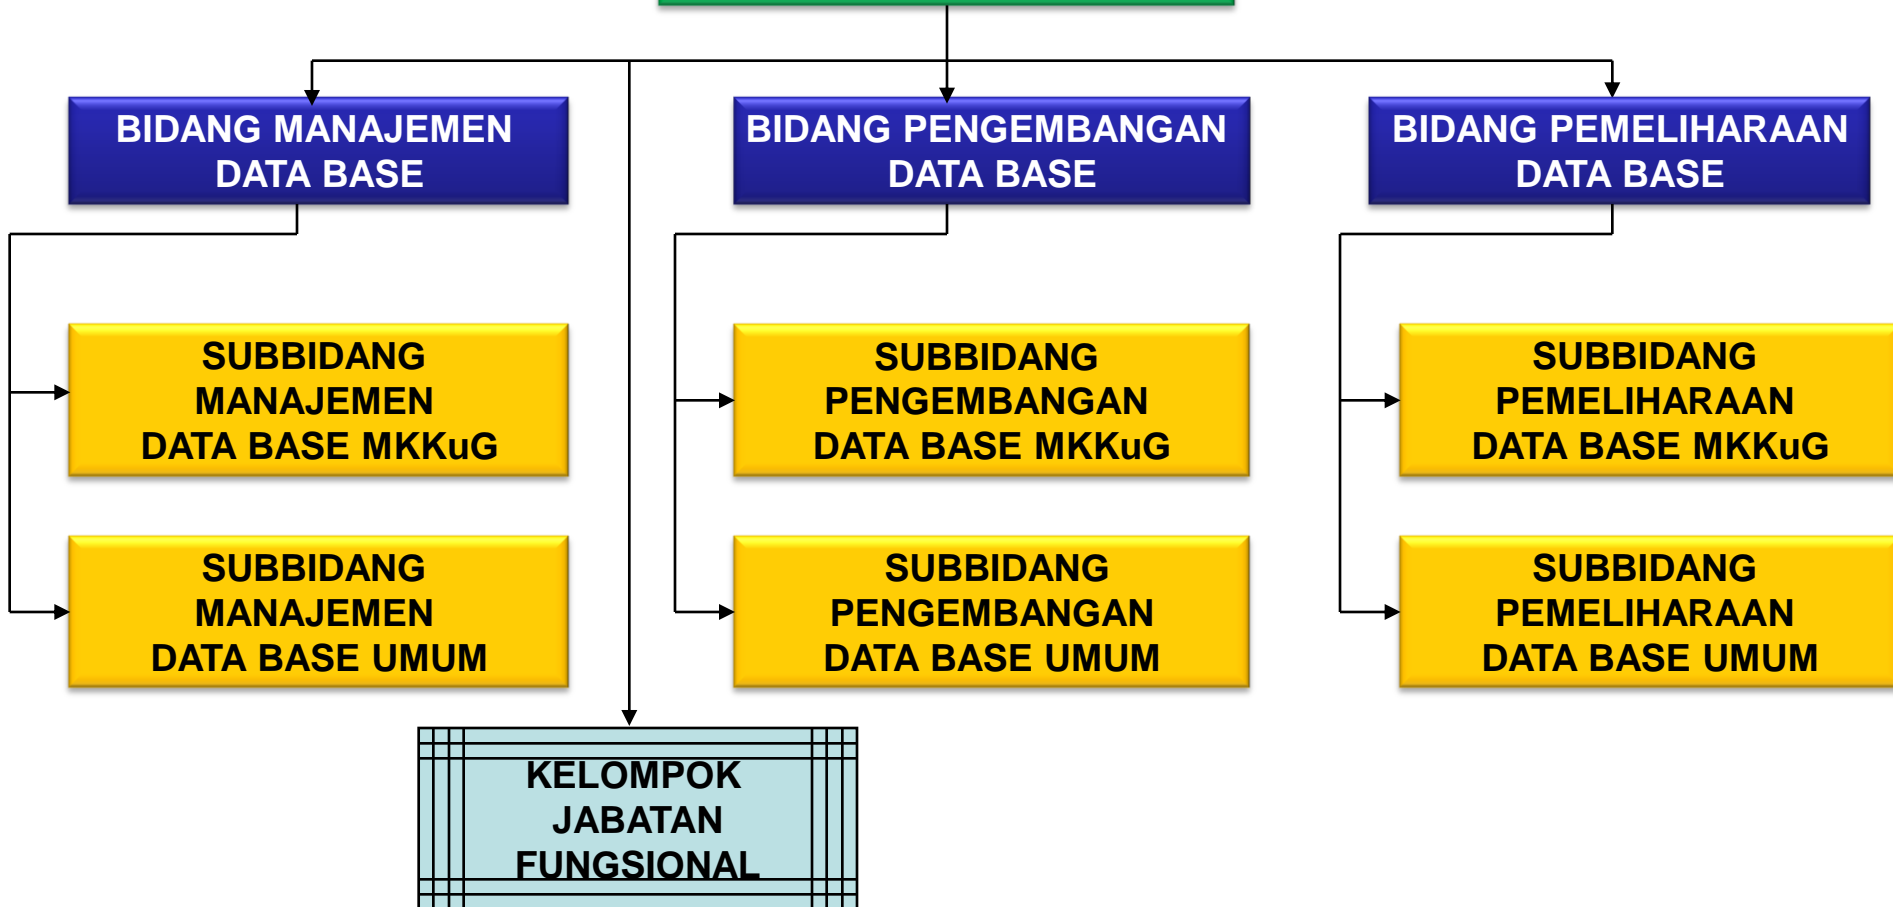 BIDANG MANAJEMEN
DATA BASE
BIDANG PENGEMBANGAN
DATA BASE
BIDANG PEMELIHARAAN
DATA BASE
SUBBIDANG
MANAJEMEN
DATA BASE MKKuG
SUBBIDANG
PENGEMBANGAN
DATA BASE MKKuG
SUBBIDANG
PEMELIHARAAN
DATA BASE MKKuG
SUBBIDANG
MANAJEMEN
DATA BASE UMUM
SUBBIDANG
PENGEMBANGAN
DATA BASE UMUM
SUBBIDANG
PEMELIHARAAN
DATA BASE UMUM
KELOMPOK
JABATAN
FUNGSIONAL